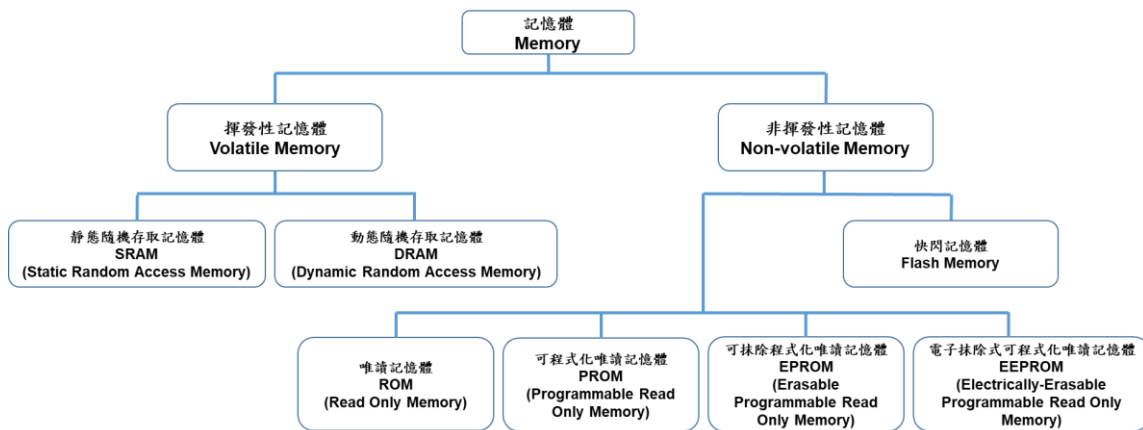 記憶體
Memory
揮發性記憶體
Volatile Memory
非揮發性記憶體
Non-volatile Memory
靜態隨機存取記憶體
SRAM
(Static Random Access Memory)
動態隨機存取記憶體
DRAM
(Dynamic Random Access Memory)
快閃記憶體
Flash Memory
唯讀記憶體
ROM
(Read Only Memory)
可程式化唯讀記憶體
PROM
(Programmable Read
Only Memory)
可抹除程式化唯讀記憶體
EPROM
(Erasable
Programmable Read
Only Memory)
電子抹除式可程式化唯讀記憶體
EEPROM
(Electrically-Erasable
Programmable Read Only
Memory)